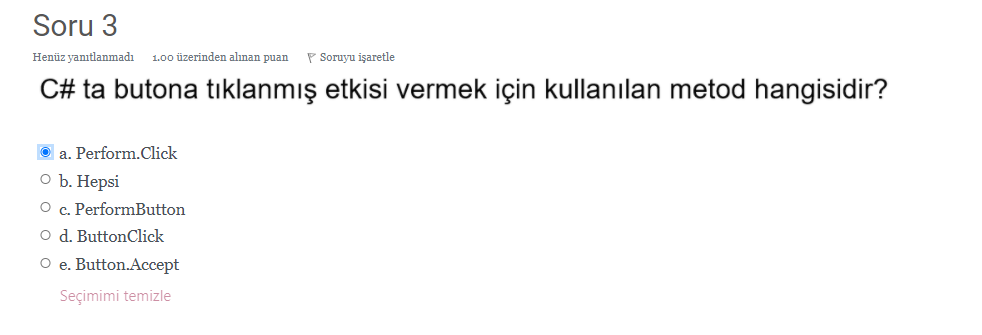 Soru 3
Henüz yanıtlanmadı 1.00 üzerinden alınan puan Soruyu işaretle
C# ta butona tıklanmış etkisi vermek için kullanılan metod hangisidir?
a. Perform.Click
b. Hepsi
c. PerformButton
d. ButtonClick
e. Button.Accept
Seçimimi temizle